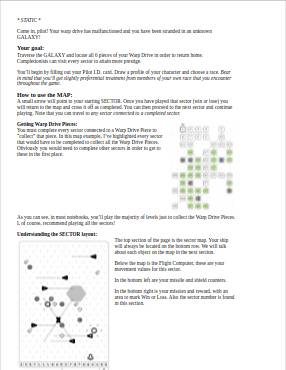 * STATIC *
Come in, pilot! Your warp drive has malfunctioned and you have been stranded in an unknown
GALAXY!
Your goal:
Traverse the GALAXY and locate all 6 pieces of your Warp Drive in order to return home.
Completionists can visit every sector to attain more prestige.
You'll begin by filling out your Pilot I.D. card. Draw a profile of your character and choose a race. Bear
in mind you'll get slightly preferential treatment from members of your own race that you encounter
throughout the game.
How to use the MAP:
A small arrow will point to your starting SECTOR. Once you have played that sector (win or lose) you
will return to the map and cross it off as completed. You can then proceed to the next sector and continue
playing. Note that you can travel to any sector connected to a completed sector.
Getting Warp Drive Pieces:
You must complete every sector connected to a Warp Drive Piece to
"collect" that piece. In this map example, I've highlighted every sector
that would have to be completed to collect all the Warp Drive Pieces.
Obviously you would need to complete other sectors in order to get to
these in the first place.
As you can see, in most notebooks, you'll play the majority of levels just to collect the Warp Drive Pieces.
I, of course, recommend playing all the sectors!
Understanding the SECTOR layout:
The top section of the page is the sector map. Your ship
will always be located on the bottom row. We will talk
about each object on the map in the next section.
Below the map is the Flight Computer, these are your
movement values for this sector.
In the bottom left are your missile and shield counters.
In the bottom right is your mission and reward, with an
area to mark Win or Loss. Also the sector number is found
in this section.